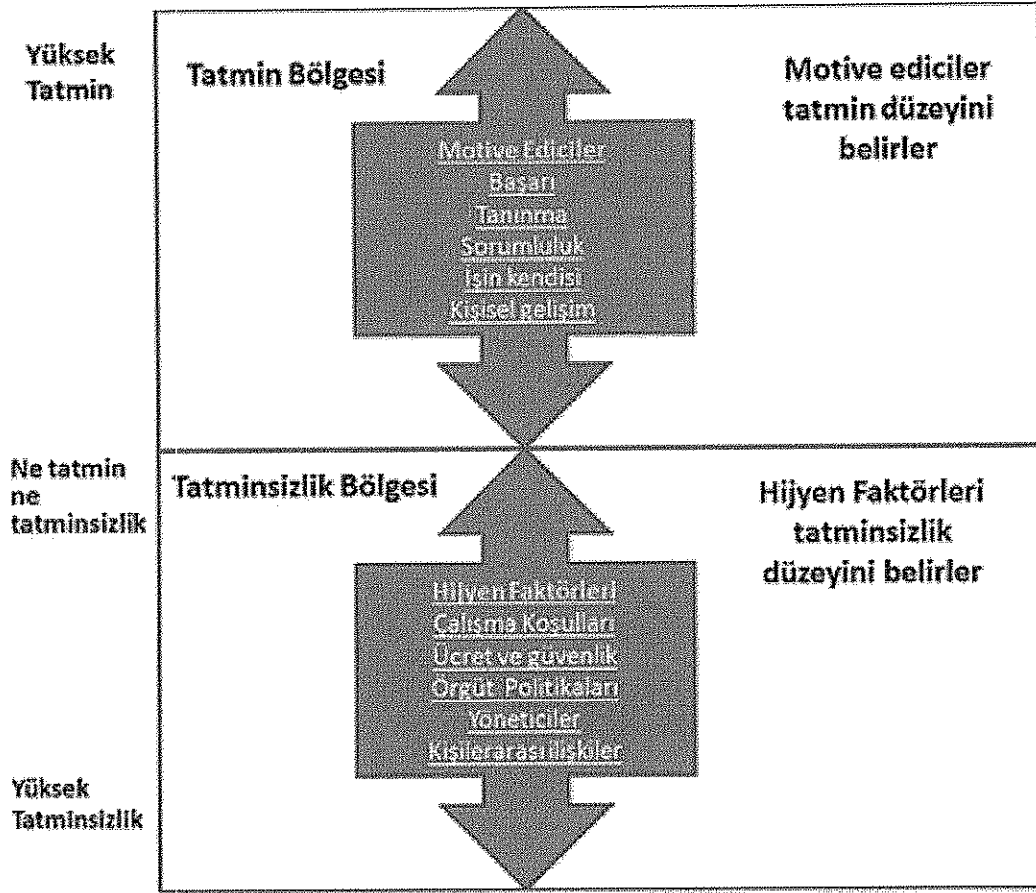 Yüksek
Tatmin
Tatmin Bölgesi
Motive ediciler
tatmin düzeyini
belirler
Motive Ediciler
Başarı
Tanınma
Sorumluluk
İşin kendisi
Kişisel gelişim
Ne tatmin
ne
tatminsizlik
Tatminsizlik Bölgesi
Hijyen Faktörleri
tatminsizlik
düzeyini belirler
Hijyen Faktörleri
Çalışma Koşulları
Ücret ve güvenlik
Örgüt Politikaları
Yöneticiler
Kişilerarası ilişkiler
Yüksek
Tatminsizlik